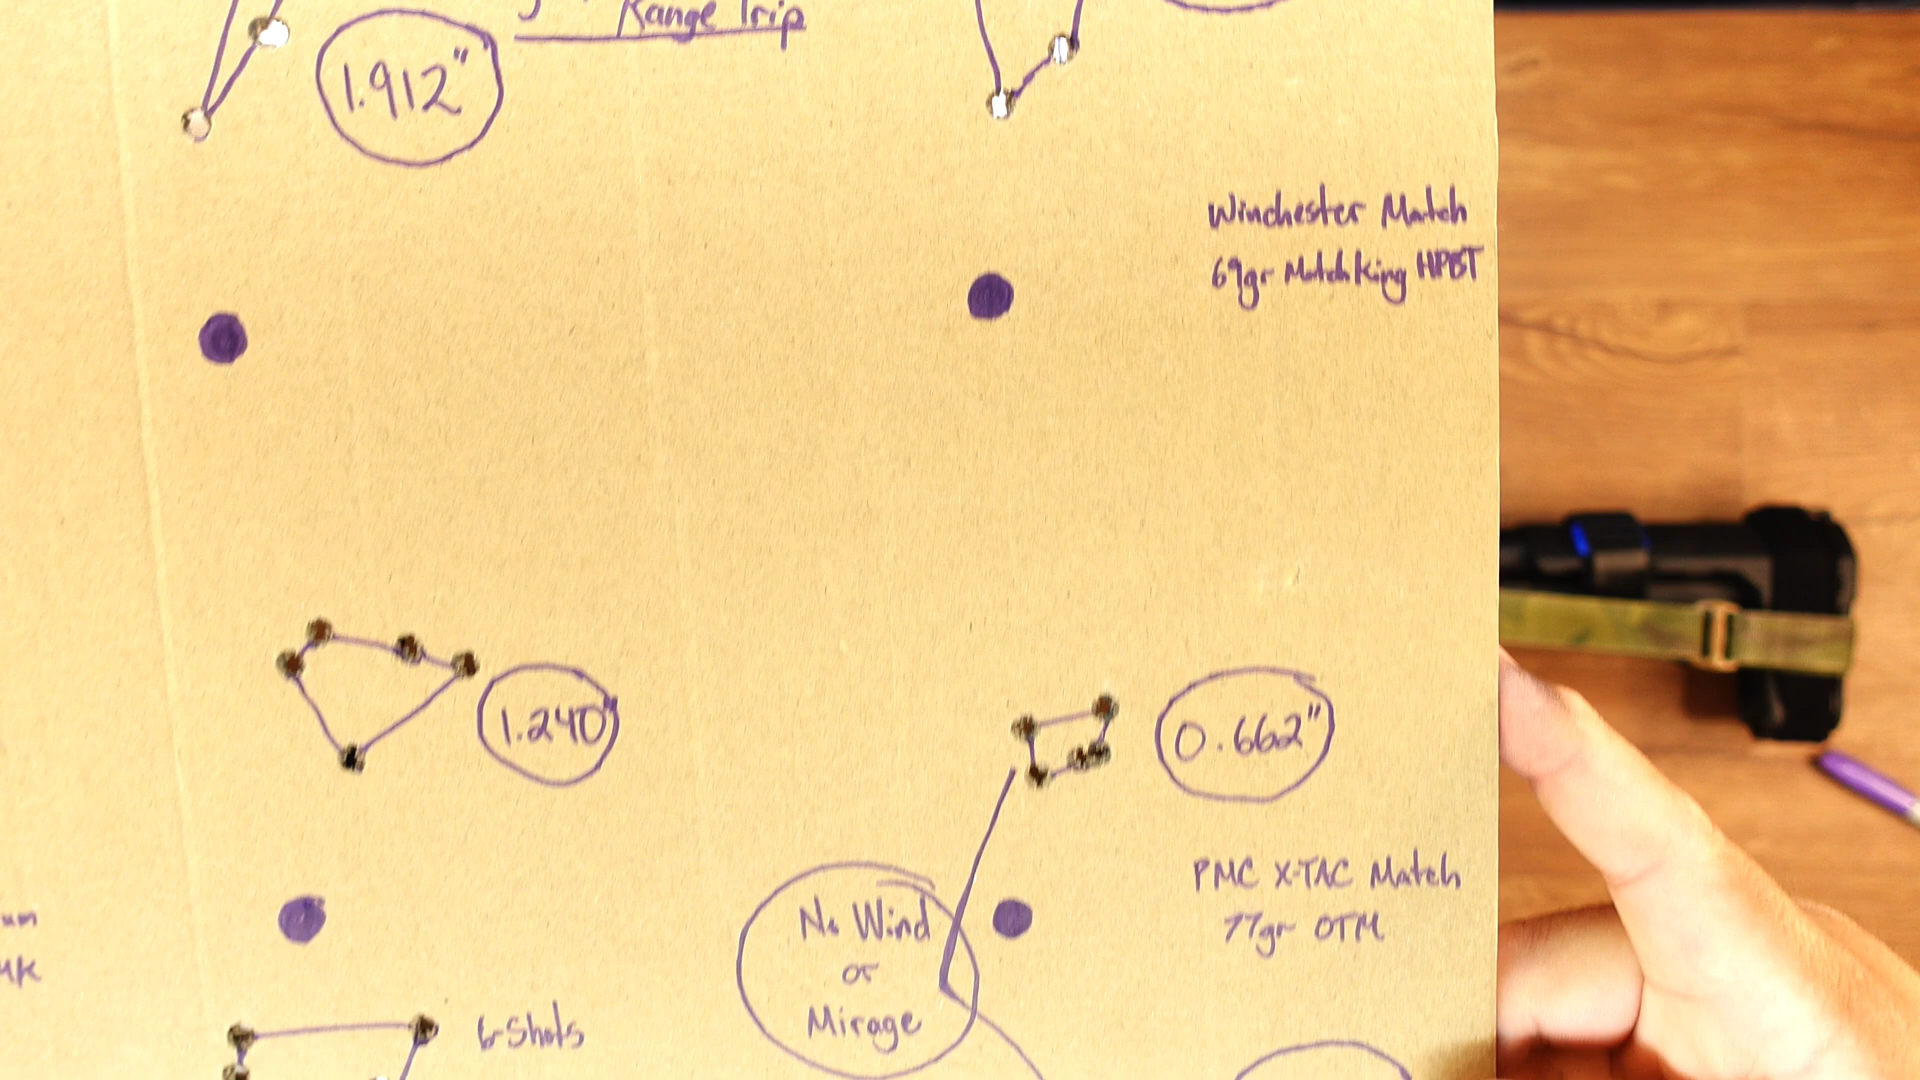 Range Trip
1.912"
Winchester Match
69gr MatchKing HPBT
1.240"
0.662"
PMC X-TAC Match
77gr OTM
No Wind
or
Mirage
6-Shots